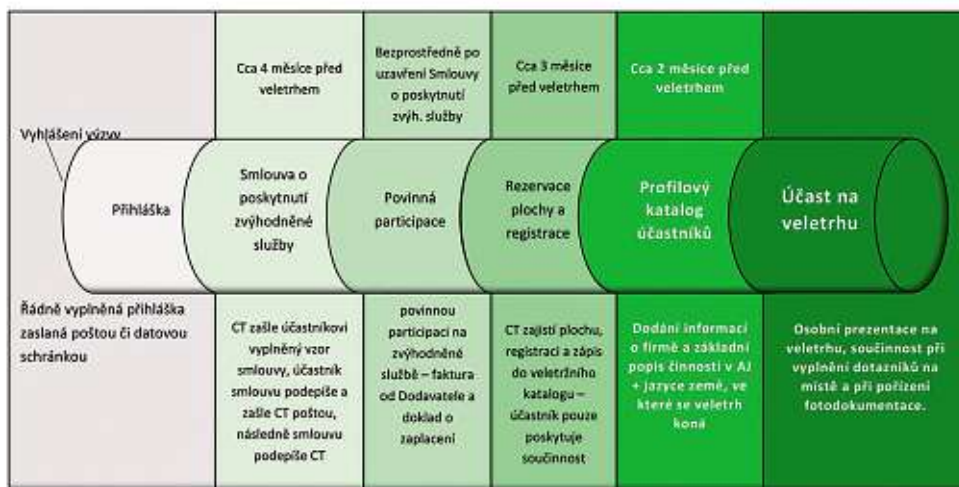 Cca 4 měsíce před
veletrhem
Bezprostředně po
uzavření Smlouvy
o poskytnutí
zvýh. služby
Cca 3 měsíce
před veletrhem
Cca 2 měsíce před
veletrhem
Vyhlášení výzvy
Přihláška
Smlouva o
poskytnutí
zvýhodněné
služby
Povinná
participace
Rezervace
plochy a
registrace
Profilový
katalog
účastníků
Účast na
veletrhu
Řádně vyplněná přihláška
zaslaná poštou či datovou
schránkou
CT zašle účastníkovi
vyplněný vzor
smlouvy, účastník
smlouvu podepíše a
zašle CT poštou,
následně smlouvu
podepíše CT
povinnou
participaci na
zvýhodněné
službě – faktura
od Dodavatele a
doklad o
zaplacení
CT zajistí plochu,
registraci a zápis
do veletržního
katalogu –
účastník pouze
poskytuje
součinnost
Dodání informací
o firmě a základní
popis činnosti v AJ
+ jazyce země, ve
které se veletrh
koná
Osobní prezentace na
veletrhu, součinnost při
vyplnění dotazníků na
místě a při pořízení
fotodokumentace.